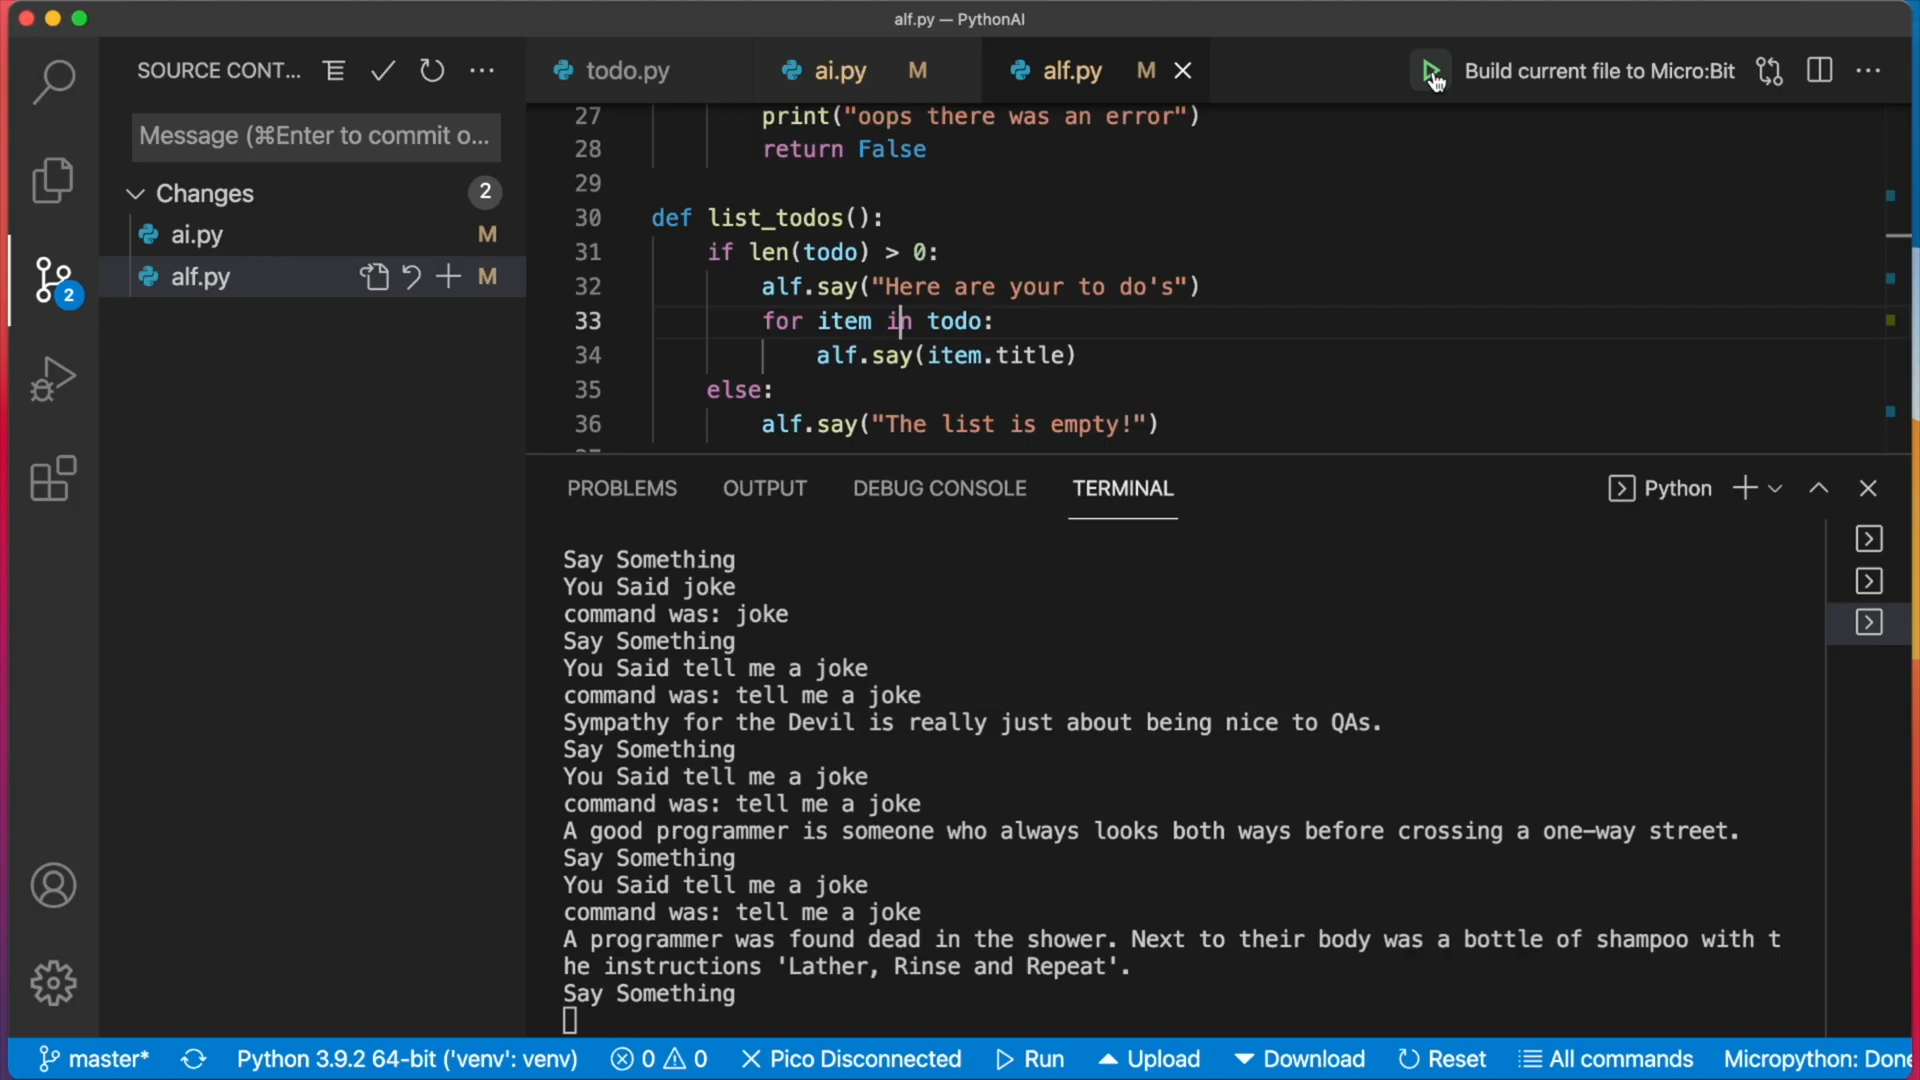 alf.py — PythonAI
SOURCE CONT...
todo.py
ai.py M
alf.py M
Build current file to Micro:Bit
Message (⌘Enter to commit o...
Changes 2
ai.py M
alf.py M
2
27 print("oops there was an error")
28 return False
29
30 def list_todos():
31 if len(todo) > 0:
32 alf.say("Here are your to do's")
33 for item in todo:
34 alf.say(item.title)
35 else:
36 alf.say("The list is empty!")
PROBLEMS OUTPUT DEBUG CONSOLE TERMINAL Python
Say Something
You Said joke
command was: joke
Say Something
You Said tell me a joke
command was: tell me a joke
Sympathy for the Devil is really just about being nice to QAs.
Say Something
You Said tell me a joke
command was: tell me a joke
A good programmer is someone who always looks both ways before crossing a one-way street.
Say Something
You Said tell me a joke
command was: tell me a joke
A programmer was found dead in the shower. Next to their body was a bottle of shampoo with t
he instructions 'Lather, Rinse and Repeat'.
Say Something
master* Python 3.9.2 64-bit ('venv': venv) 0 0 Pico Disconnected Run Upload Download Reset All commands Micropython: Done